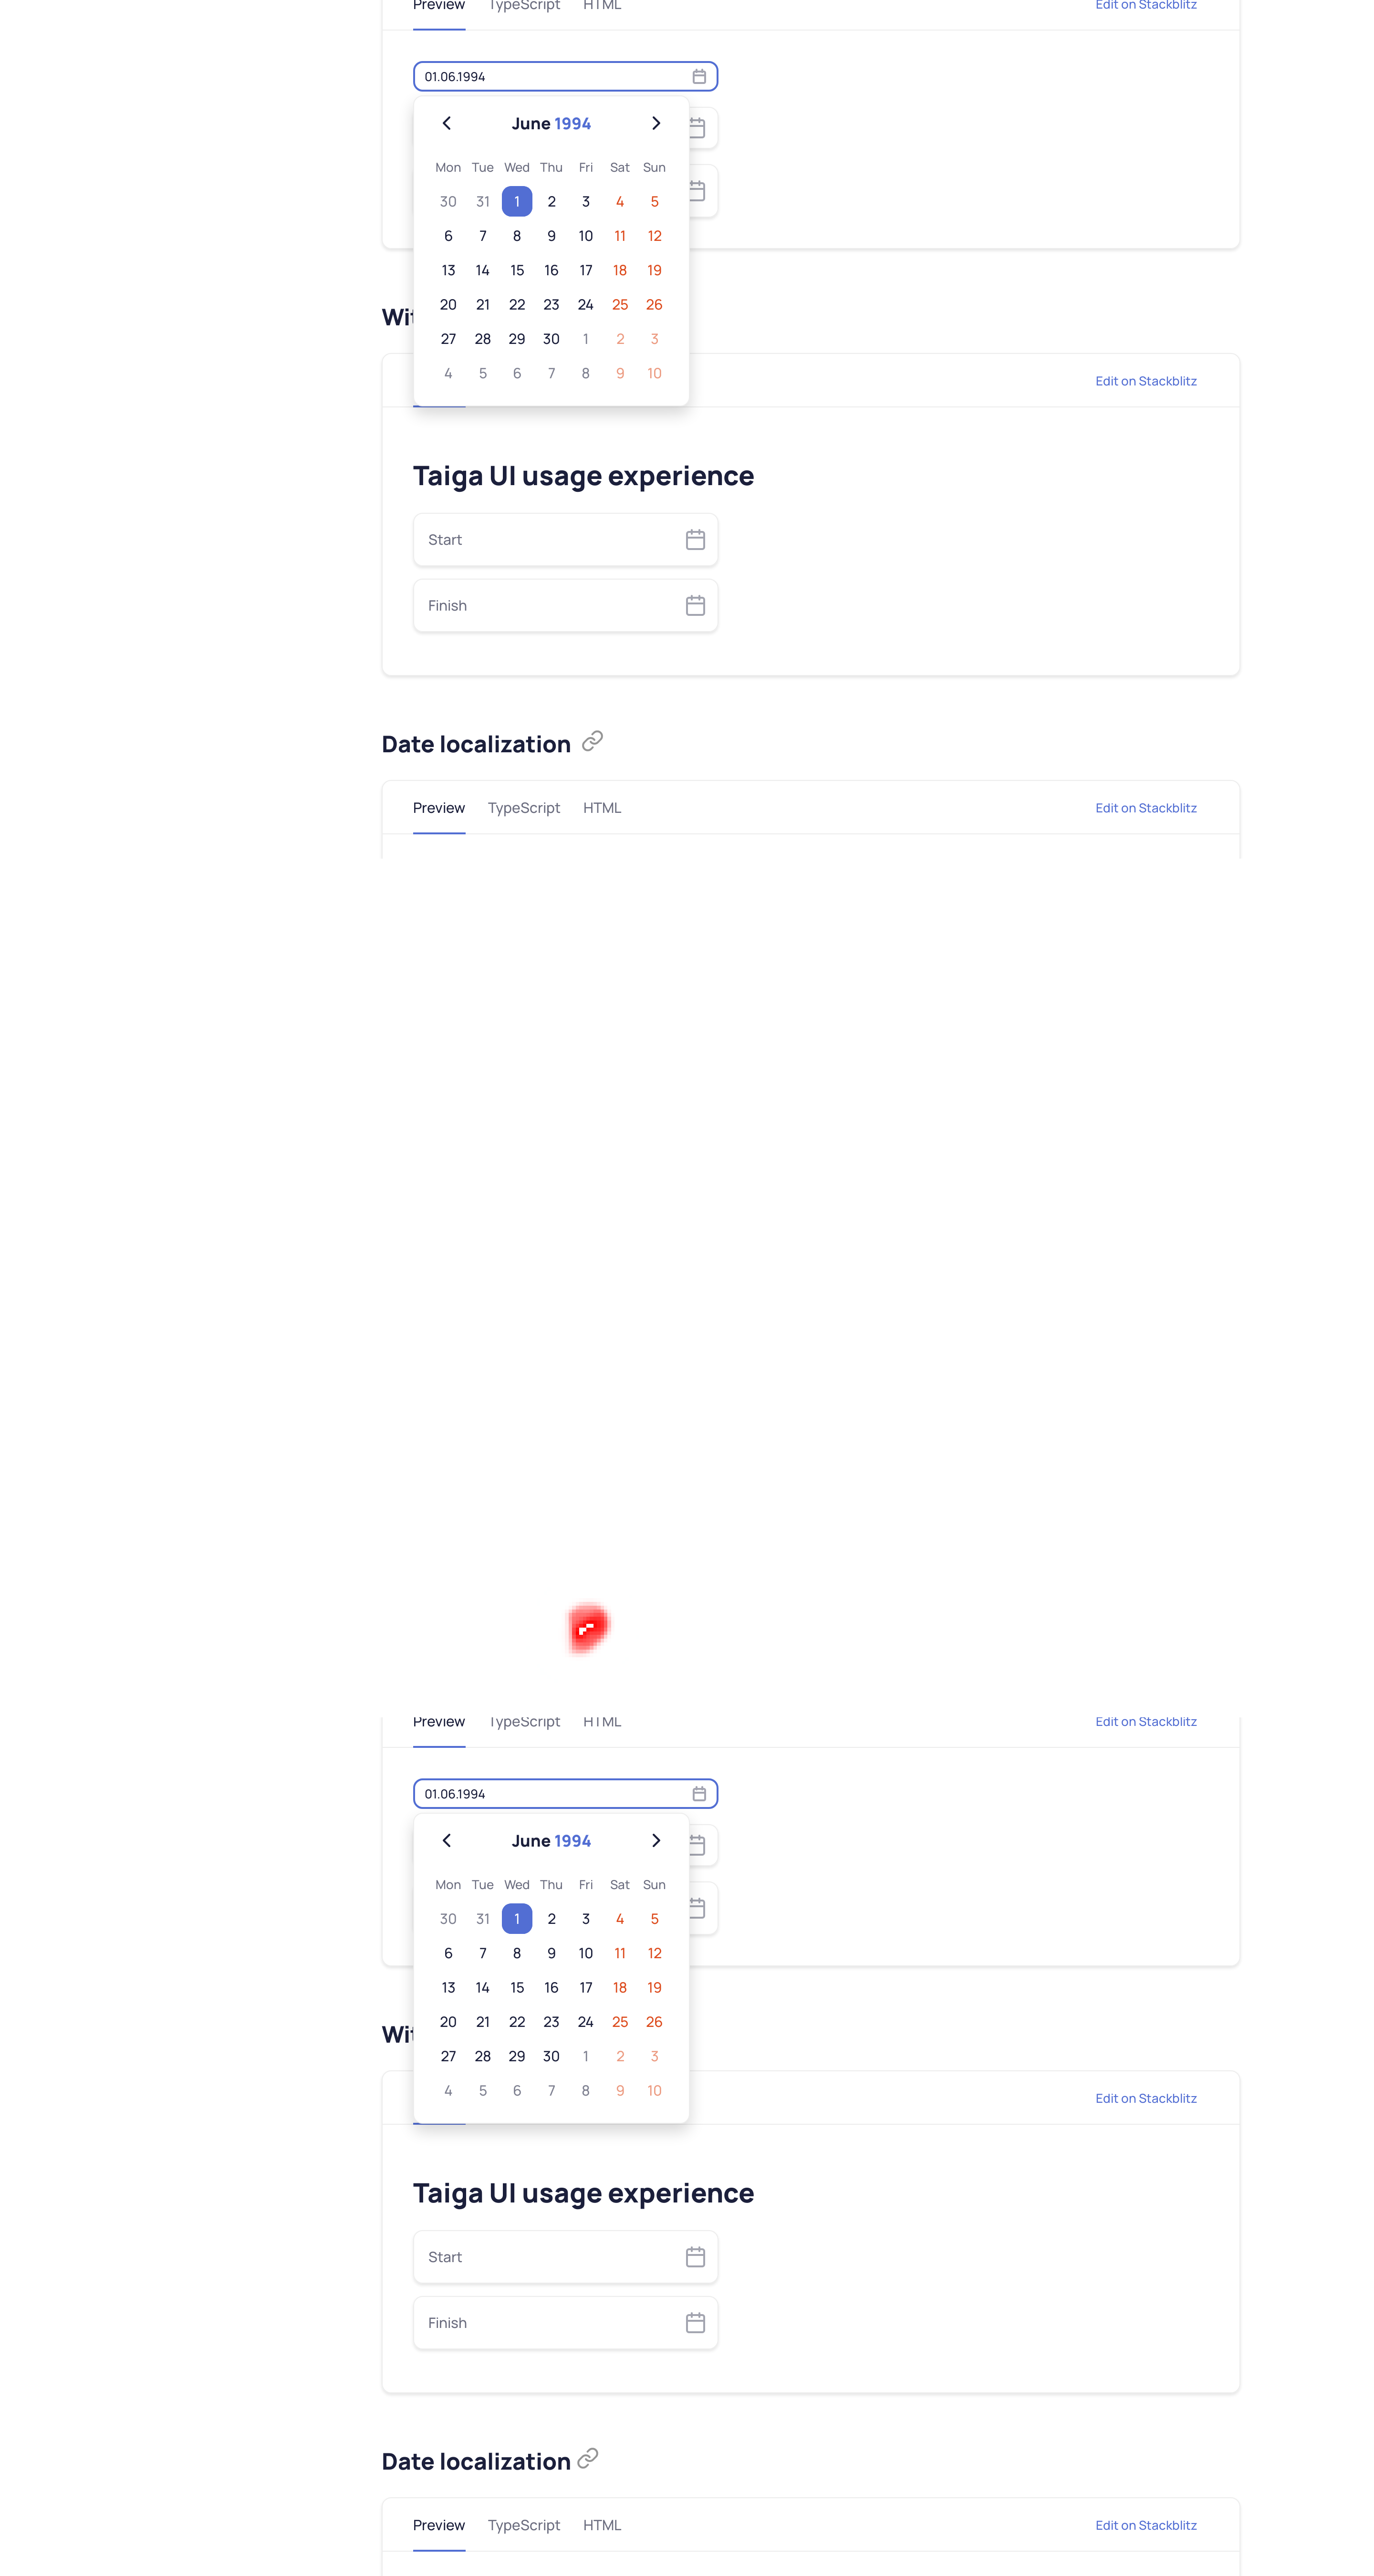 Preview TypeScript HTML Edit on Stackblitz
01.06.1994
June 1994
Mon Tue Wed Thu Fri Sat Sun
30 31 1 2 3 4 5
6 7 8 9 10 11 12
13 14 15 16 17 18 19
20 21 22 23 24 25 26
27 28 29 30 1 2 3
4 5 6 7 8 9 10
Edit on Stackblitz
Taiga UI usage experience
Start
Finish
Date localization
Preview TypeScript HTML Edit on Stackblitz
Preview TypeScript HTML Edit on Stackblitz
01.06.1994
June 1994
Mon Tue Wed Thu Fri Sat Sun
30 31 1 2 3 4 5
6 7 8 9 10 11 12
13 14 15 16 17 18 19
20 21 22 23 24 25 26
27 28 29 30 1 2 3
4 5 6 7 8 9 10
Edit on Stackblitz
Taiga UI usage experience
Start
Finish
Date localization
Preview TypeScript HTML Edit on Stackblitz